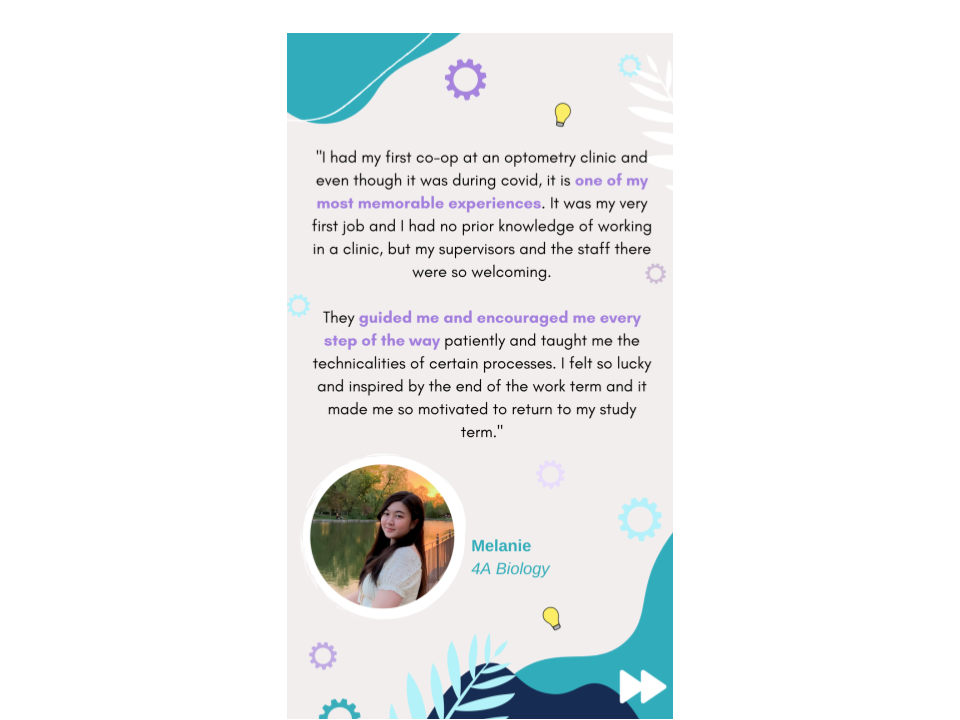 "I had my first co-op at an optometry clinic and
even though it was during covid, it is one of my
most memorable experiences. It was my very
first job and I had no prior knowledge of working
in a clinic, but my supervisors and the staff there
were so welcoming.
They guided me and encouraged me every
step of the way patiently and taught me the
technicalities of certain processes. I felt so lucky
and inspired by the end of the work term and it
made me so motivated to return to my study
term."
Melanie
4A Biology